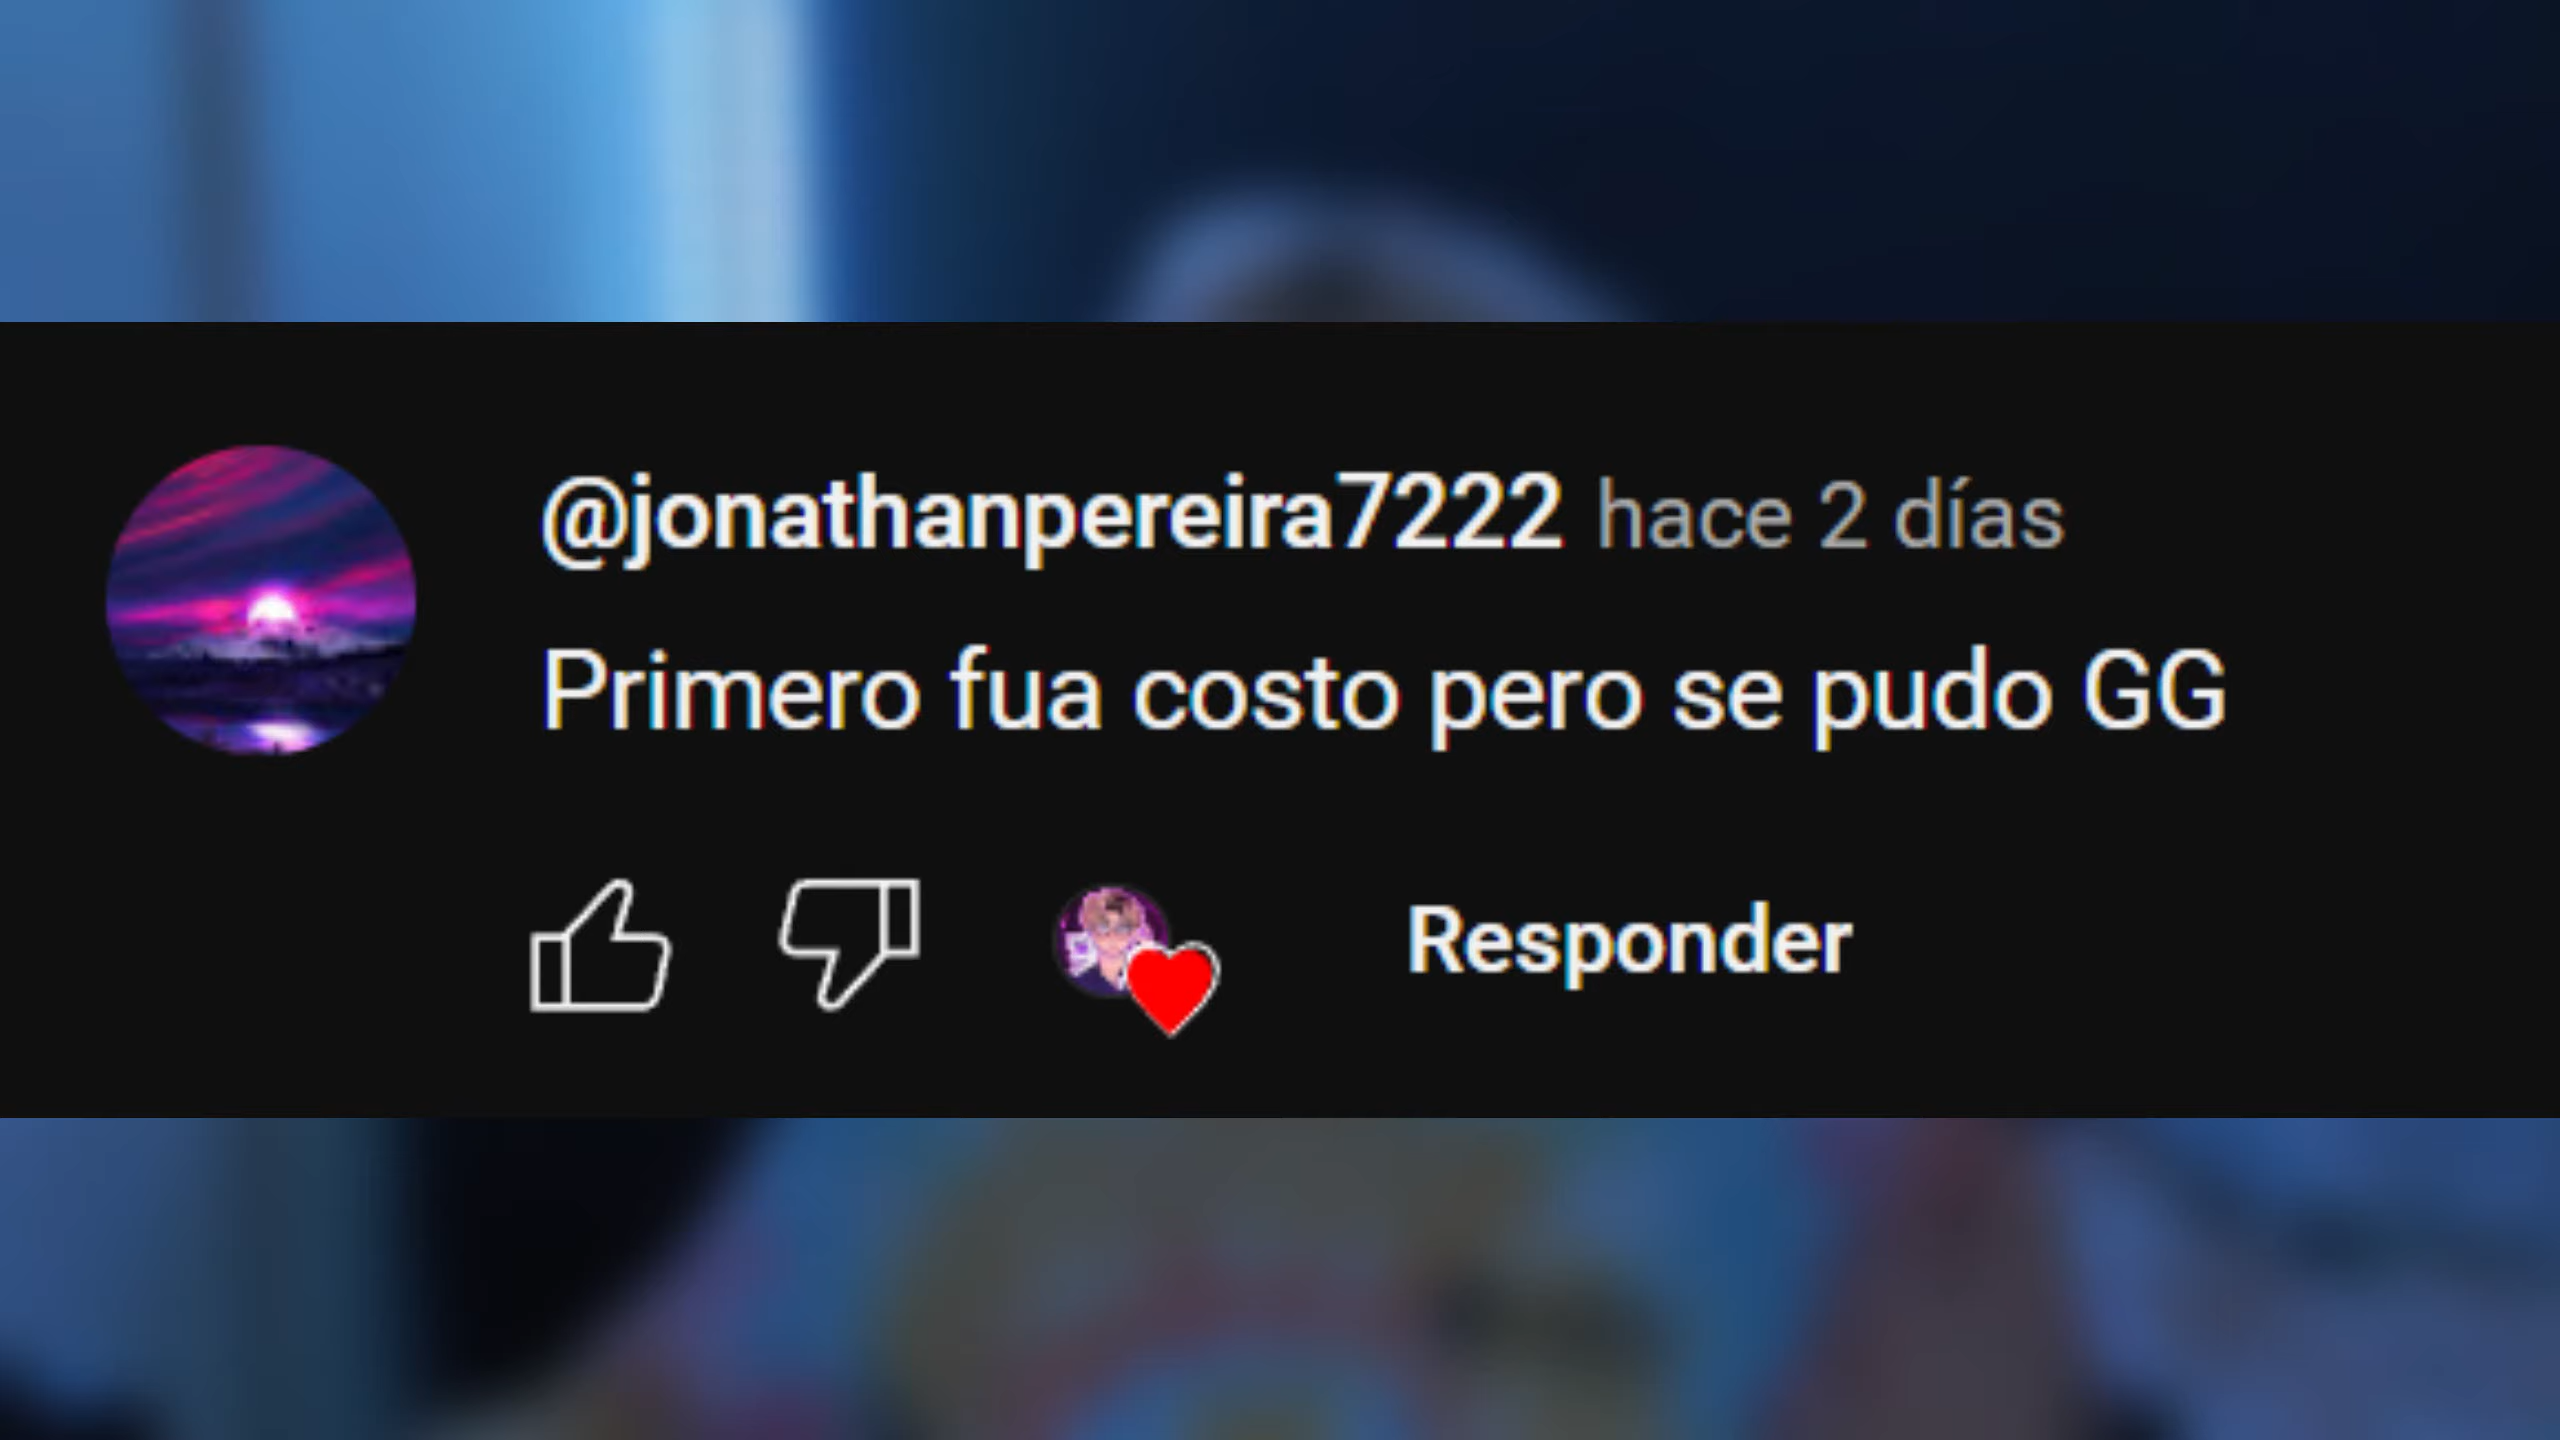 @jonathanpereira7222 hace 2 días
Primero fua costo pero se pudo GG
Responder